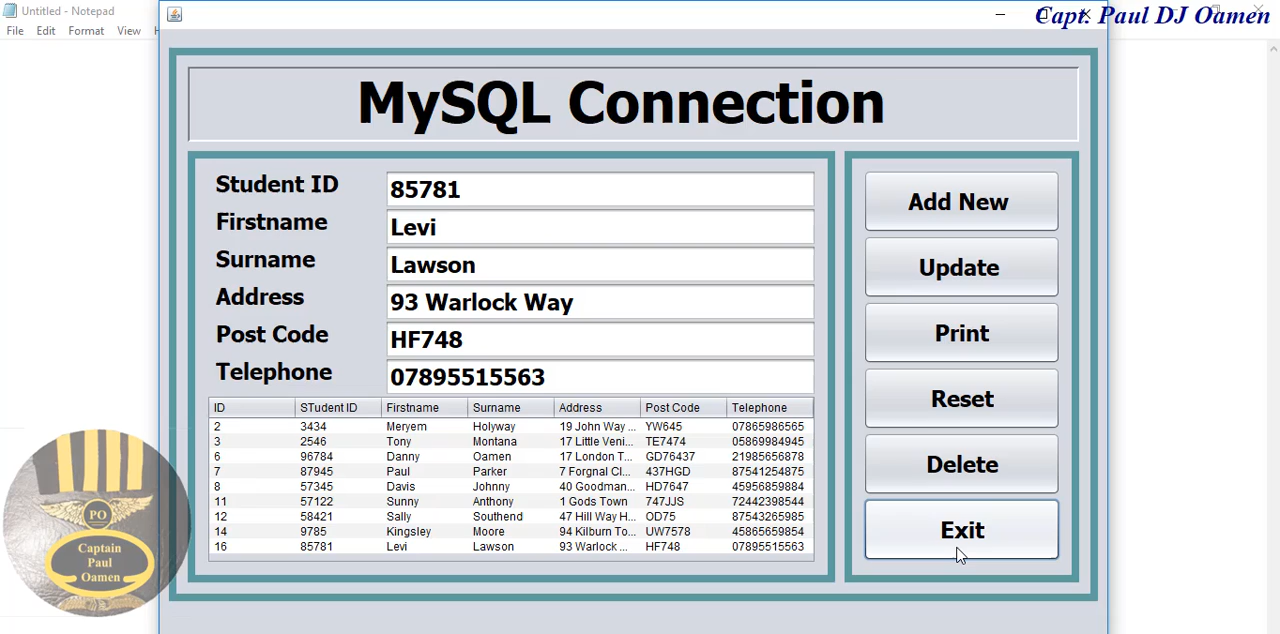 Untitled - Notepad
Capt. Paul DJ Oamen
File Edit Format View
MySQL Connection
Student ID 85781
Firstname Levi
Surname Lawson
Address 93 Warlock Way
Post Code HF748
Telephone 07895515563
Add New
Update
Print
Reset
Delete
Exit
ID STudent ID Firstname Surname Address Post Code Telephone
2 3434 Meryem Holyway 19 John Way ... YW645 07865986565
3 2546 Tony Montana 17 Little Veni... TE7474 05869984945
6 96784 Danny Oamen 17 London T... GD76437 21985656878
7 87945 Paul Parker 7 Forgnal Cl... 437HGD 87541254875
8 57345 Davis Johnny 40 Goodman... HD7647 45956859884
11 57122 Sunny Anthony 1 Gods Town 747JJS 72442398544
12 58421 Sally Southend 47 Hill Way H... OD75 87543265985
14 9785 Kingsley Moore 94 Kilburn To... UW7578 45865659854
16 85781 Levi Lawson 93 Warlock ... HF748 07895515563
PO
Captain
Paul
Oamen